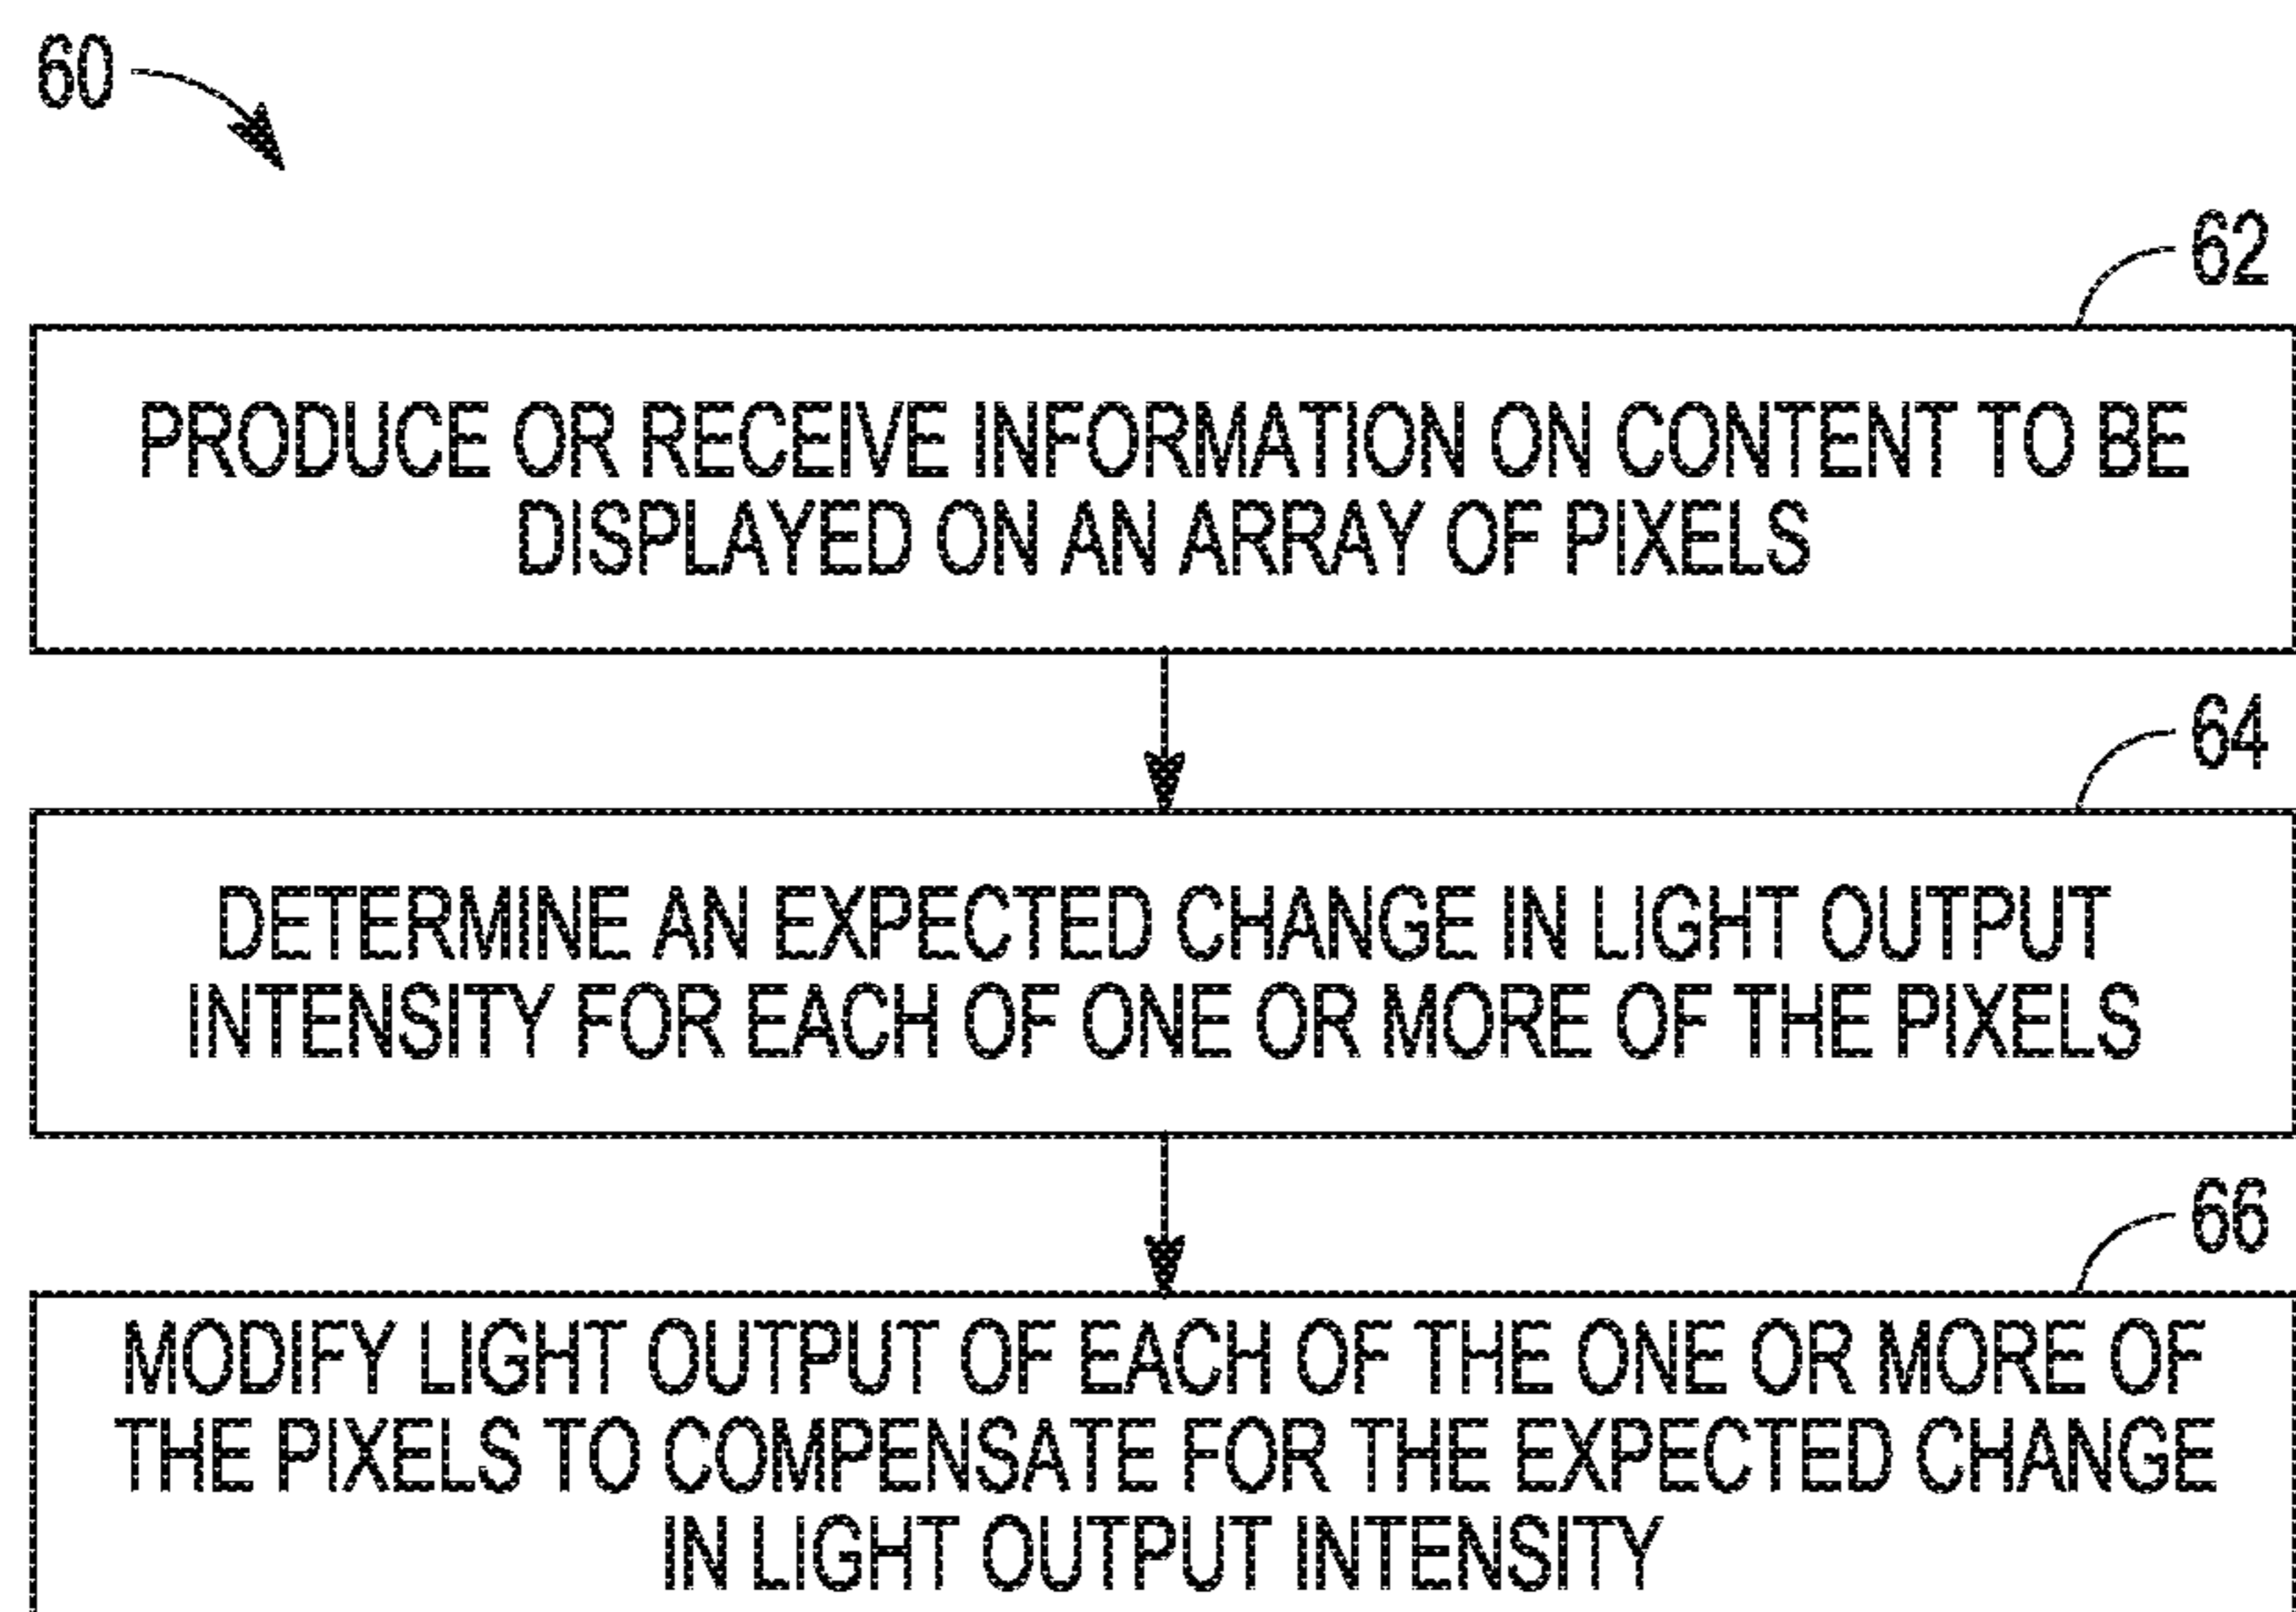 60
62
PRODUCE OR RECEIVE INFORMATION ON CONTENT TO BE
DISPLAYED ON AN ARRAY OF PIXELS
64
DETERMINE AN EXPECTED CHANGE IN LIGHT OUTPUT
INTENSITY FOR EACH OF ONE OR MORE OF THE PIXELS
66
MODIFY LIGHT OUTPUT OF EACH OF THE ONE OR MORE OF
THE PIXELS TO COMPENSATE FOR THE EXPECTED CHANGE
IN LIGHT OUTPUT INTENSITY